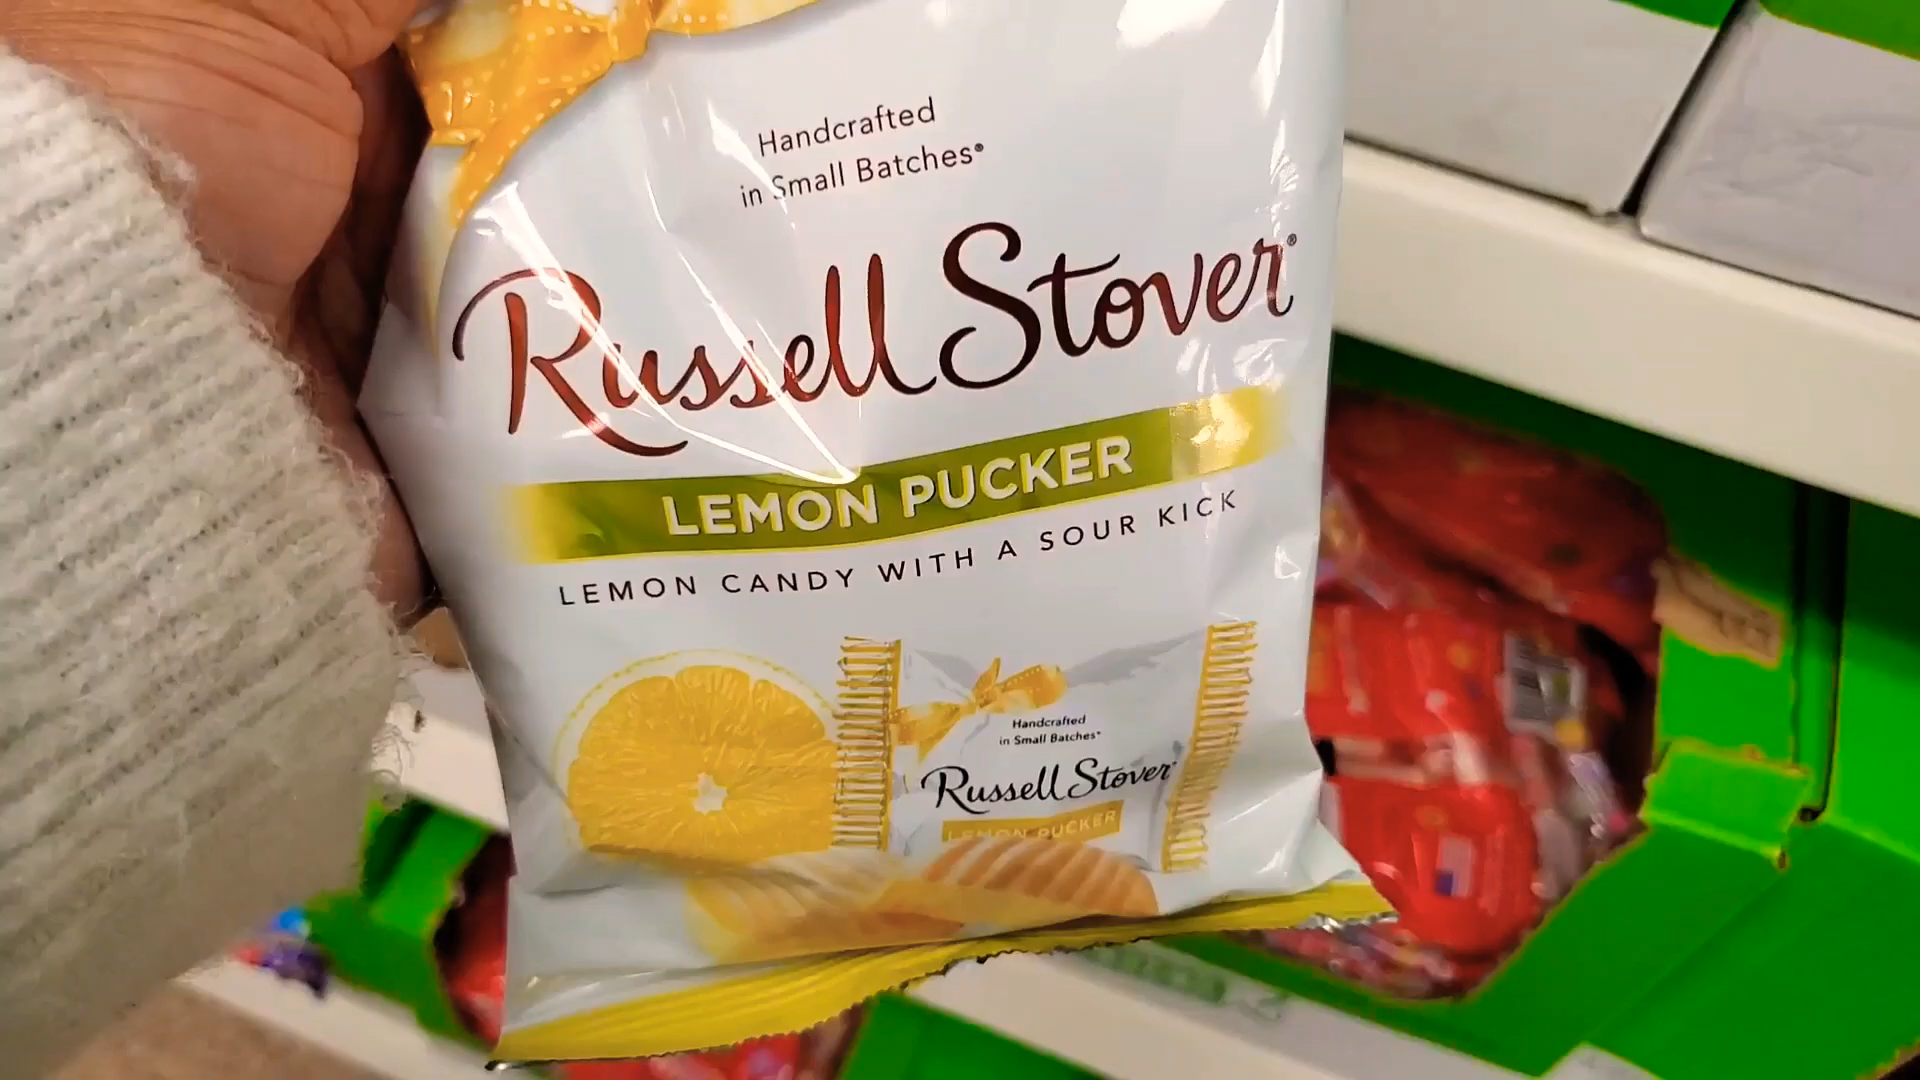 Handcrafted
in Small Batches®
Russell Stover®
LEMON PUCKER
LEMON CANDY WITH A SOUR KICK
Handcrafted
in Small Batches®
Russell Stover
LEMON PUCKER